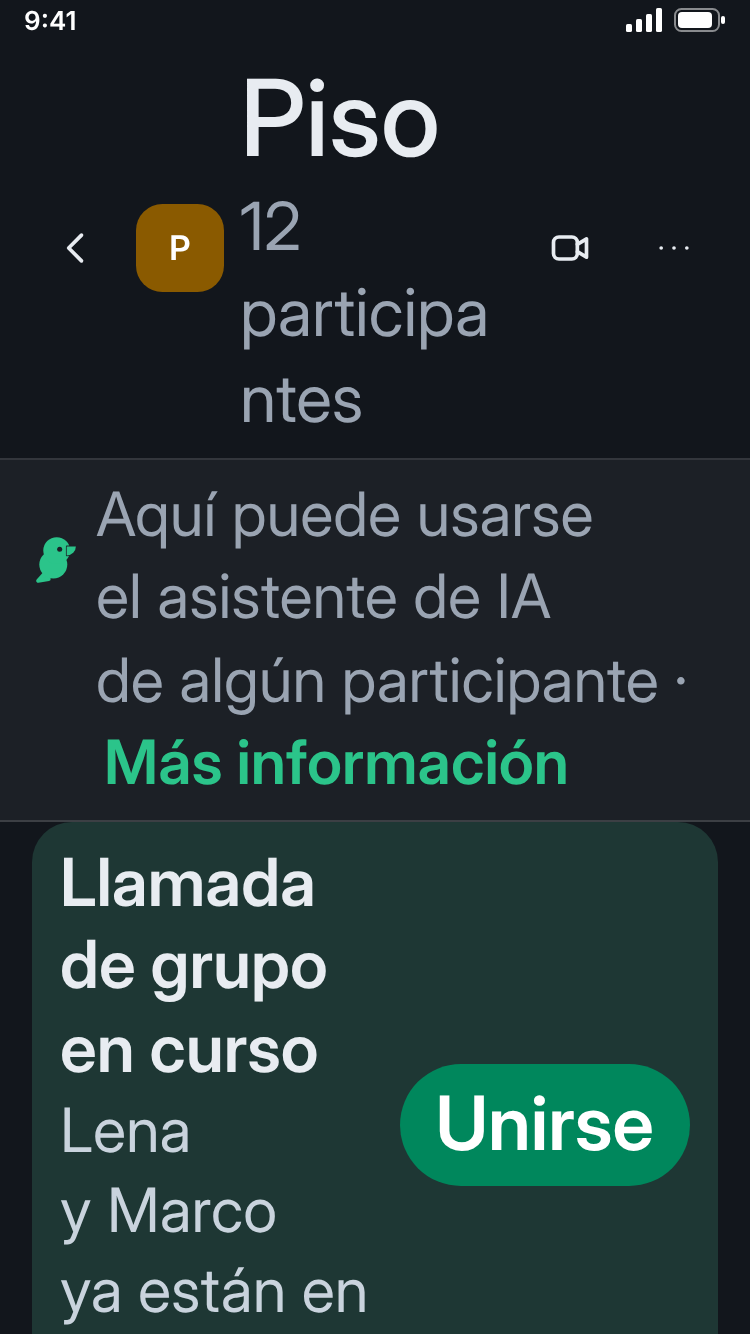 9:41
Piso
P
12
participa
ntes
Aquí puede usarse
el asistente de IA
de algún participante ·
Más información
Llamada
de grupo
en curso
Lena
y Marco
ya están en
Unirse